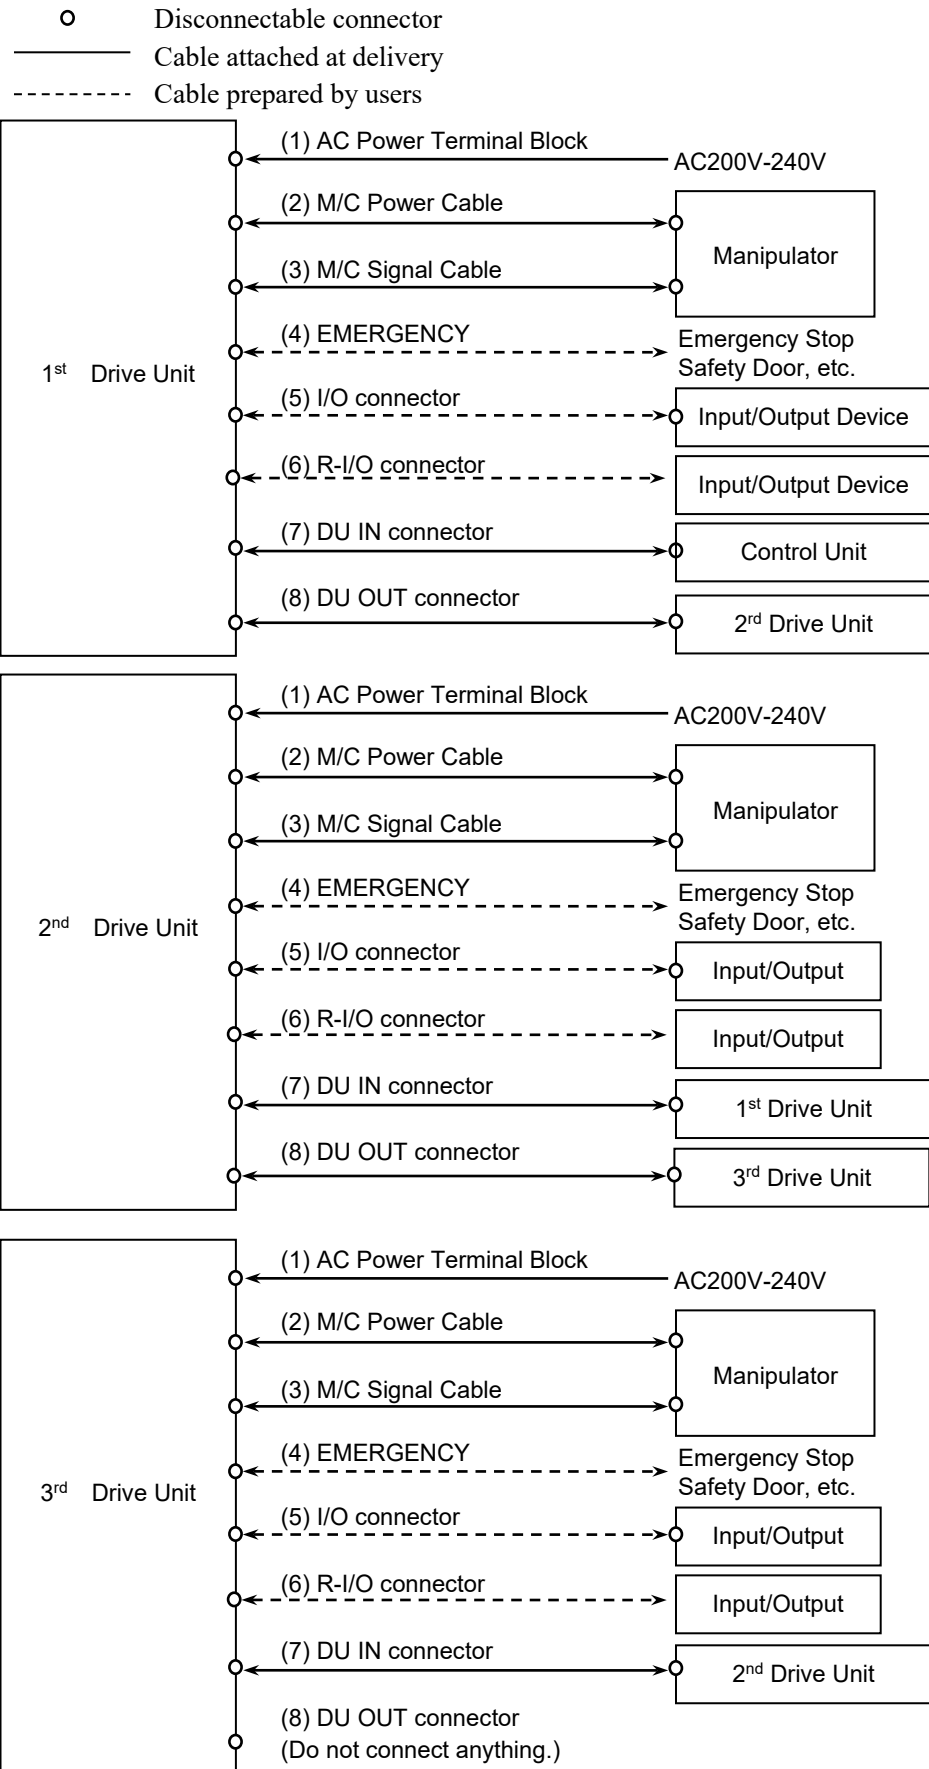 Disconnectable connector
Cable attached at delivery
Cable prepared by users
(1) AC Power Terminal Block
AC200V-240V
(2) M/C Power Cable
Manipulator
(3) M/C Signal Cable
(4) EMERGENCY
Emergency Stop
Safety Door, etc.
1st Drive Unit
(5) I/O connector
Input/Output Device
(6) R-I/O connector
Input/Output Device
(7) DU IN connector
Control Unit
(8) DU OUT connector
2rd Drive Unit
(1) AC Power Terminal Block
AC200V-240V
(2) M/C Power Cable
Manipulator
(3) M/C Signal Cable
(4) EMERGENCY
Emergency Stop
Safety Door, etc.
2nd Drive Unit
(5) I/O connector
Input/Output
(6) R-I/O connector
Input/Output
(7) DU IN connector
1st Drive Unit
(8) DU OUT connector
3rd Drive Unit
(1) AC Power Terminal Block
AC200V-240V
(2) M/C Power Cable
Manipulator
(3) M/C Signal Cable
(4) EMERGENCY
Emergency Stop
Safety Door, etc.
3rd Drive Unit
(5) I/O connector
Input/Output
(6) R-I/O connector
Input/Output
(7) DU IN connector
2nd Drive Unit
(8) DU OUT connector
(Do not connect anything.)